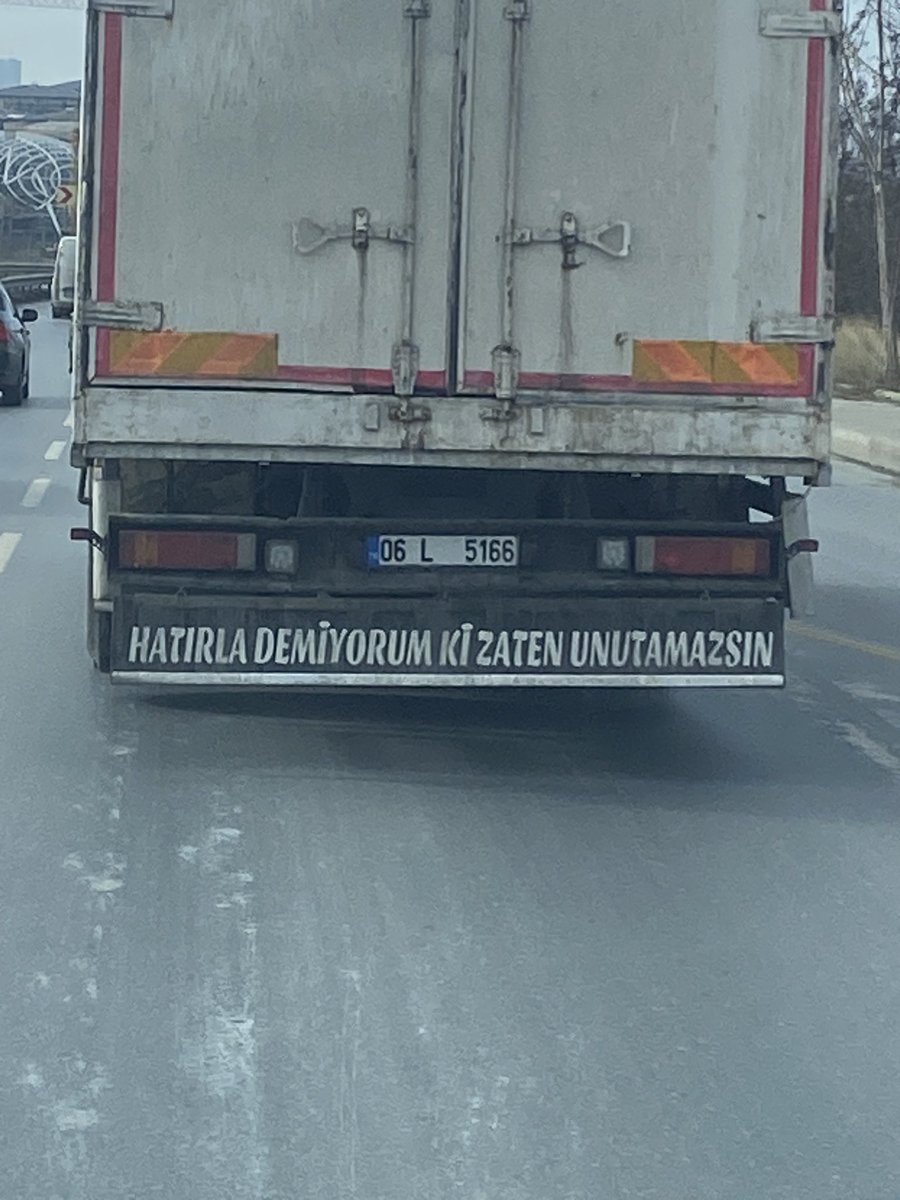 06 L 5166
HATIRLA DEMİYORUM Kİ ZATEN UNUTAMAZSIN